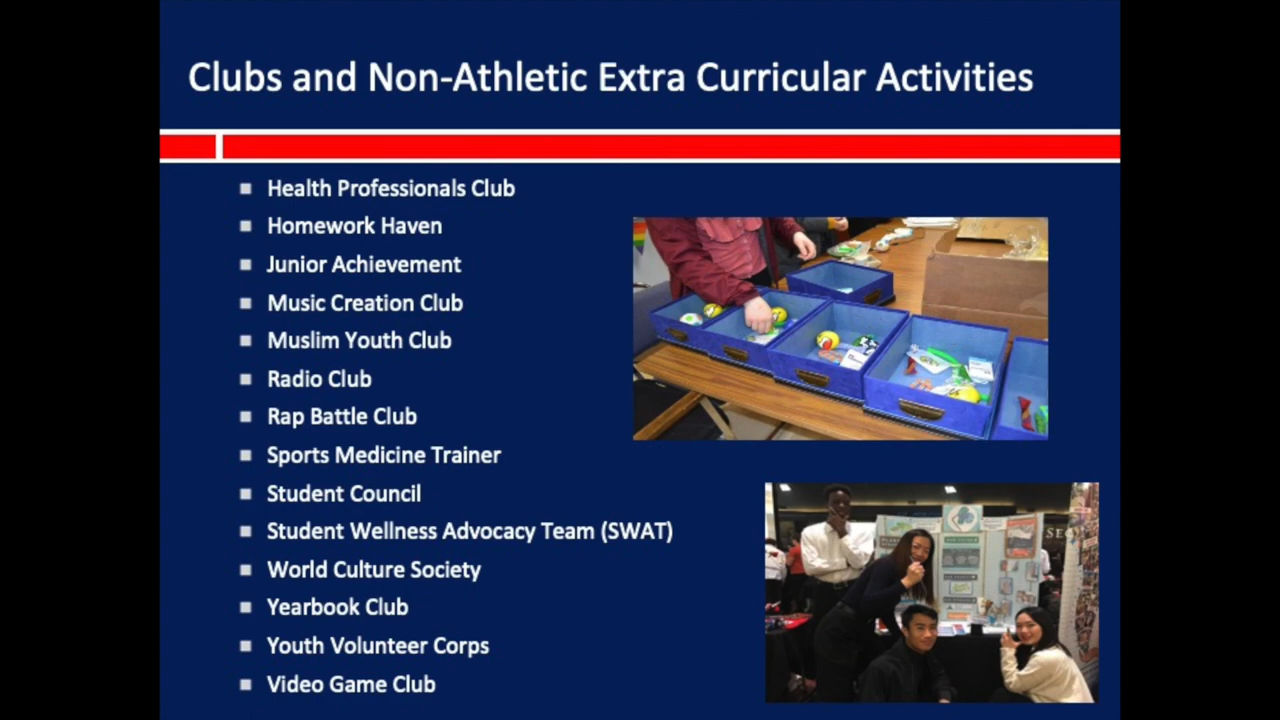 Clubs and Non-Athletic Extra Curricular Activities
Health Professionals Club
Homework Haven
Junior Achievement
Music Creation Club
Muslim Youth Club
Radio Club
Rap Battle Club
Sports Medicine Trainer
Student Council
Student Wellness Advocacy Team (SWAT)
World Culture Society
Yearbook Club
Youth Volunteer Corps
Video Game Club